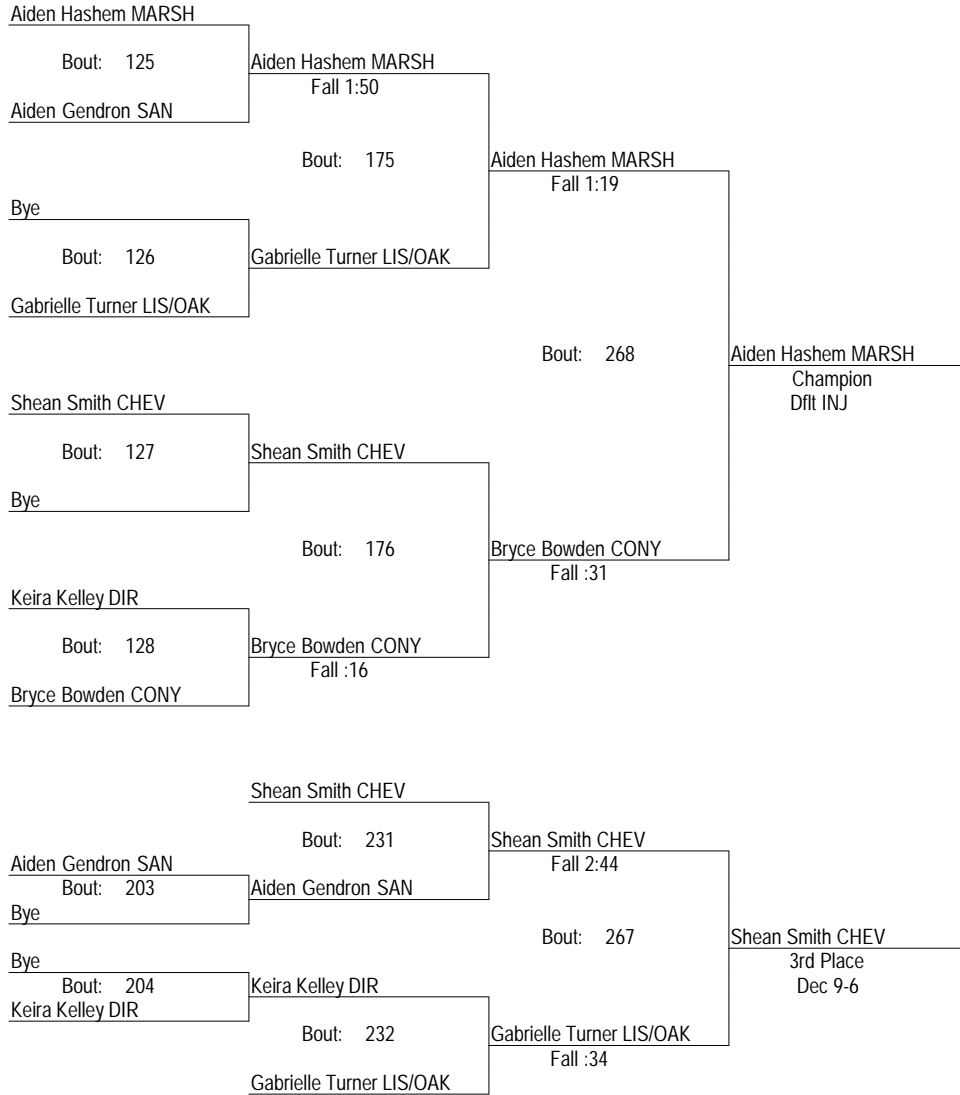 Aiden Hashem MARSH
Bout: 125
Aiden Hashem MARSH
Fall 1:50
Aiden Gendron SAN
Bout: 175
Aiden Hashem MARSH
Fall 1:19
Bye
Bout: 126
Gabrielle Turner LIS/OAK
Gabrielle Turner LIS/OAK
Bout: 268
Aiden Hashem MARSH
Champion
Dflt INJ
Shean Smith CHEV
Bout: 127
Shean Smith CHEV
Bye
Bout: 176
Bryce Bowden CONY
Fall :31
Keira Kelley DIR
Bout: 128
Bryce Bowden CONY
Fall :16
Bryce Bowden CONY
Shean Smith CHEV
Bout: 231
Shean Smith CHEV
Fall 2:44
Aiden Gendron SAN
Bout: 203
Aiden Gendron SAN
Bye
Bout: 267
Shean Smith CHEV
3rd Place
Dec 9-6
Bye
Bout: 204
Keira Kelley DIR
Keira Kelley DIR
Bout: 232
Gabrielle Turner LIS/OAK
Fall :34
Gabrielle Turner LIS/OAK